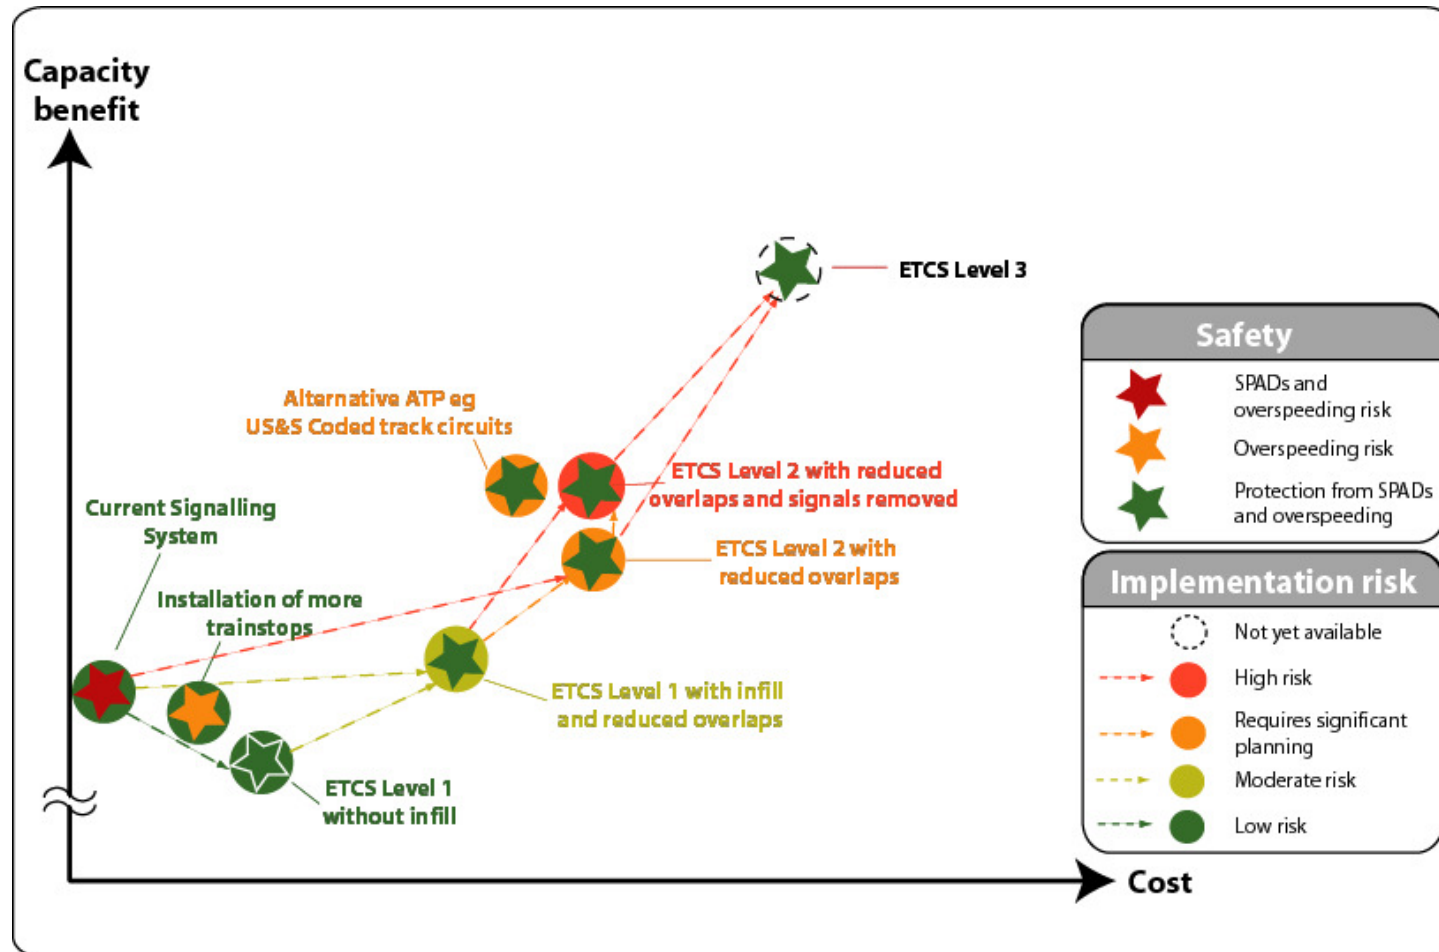 Capacity
benefit
ETCS Level 3
Alternative ATP eg
US&S Coded track circuits
ETCS Level 2 with reduced
overlaps and signals removed
Current Signalling
System
ETCS Level 2 with
reduced overlaps
Installation of more
trainstops
ETCS Level 1 with infill
and reduced overlaps
ETCS Level 1
without infill
Cost
Safety
SPADs and
overspeeding risk
Overspeeding risk
Protection from SPADs
and overspeeding
Implementation risk
Not yet available
High risk
Requires significant
planning
Moderate risk
Low risk